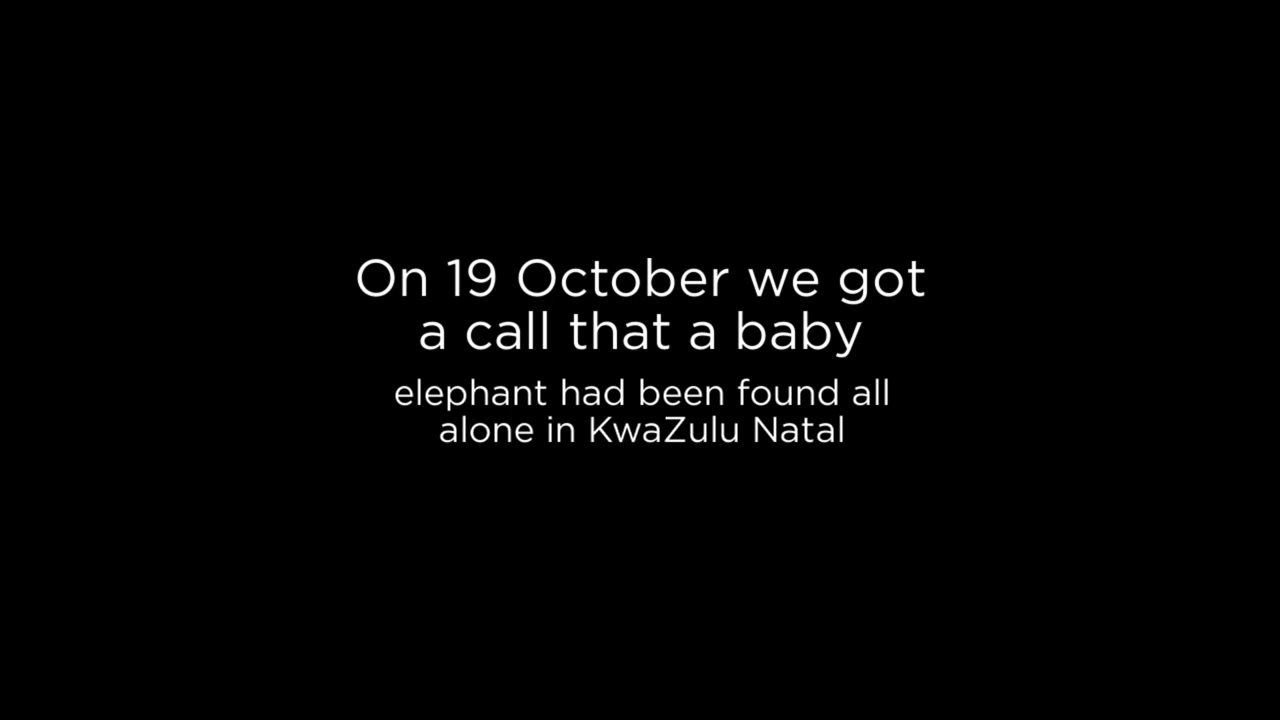 On 19 October we got
a call that a baby
elephant had been found all
alone in KwaZulu Natal